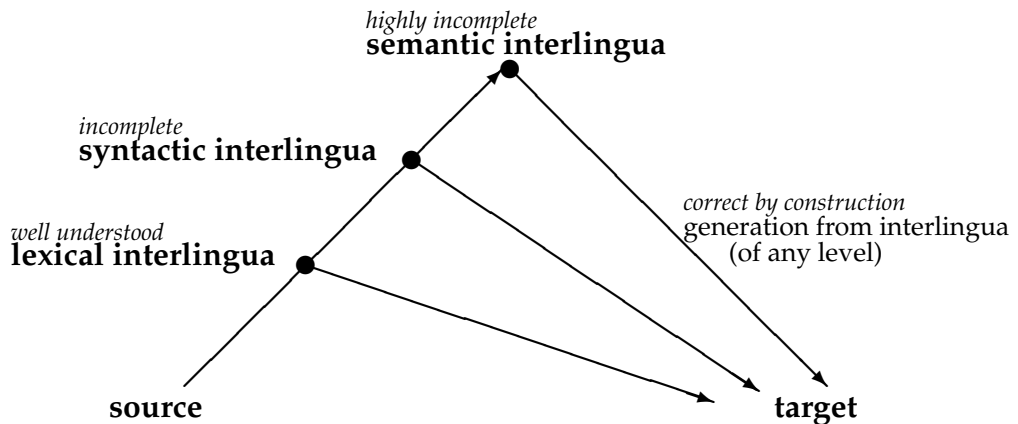 highly incomplete
semantic interlingua
incomplete
syntactic interlingua
correct by construction
generation from interlingua
(of any level)
well understood
lexical interlingua
source
target